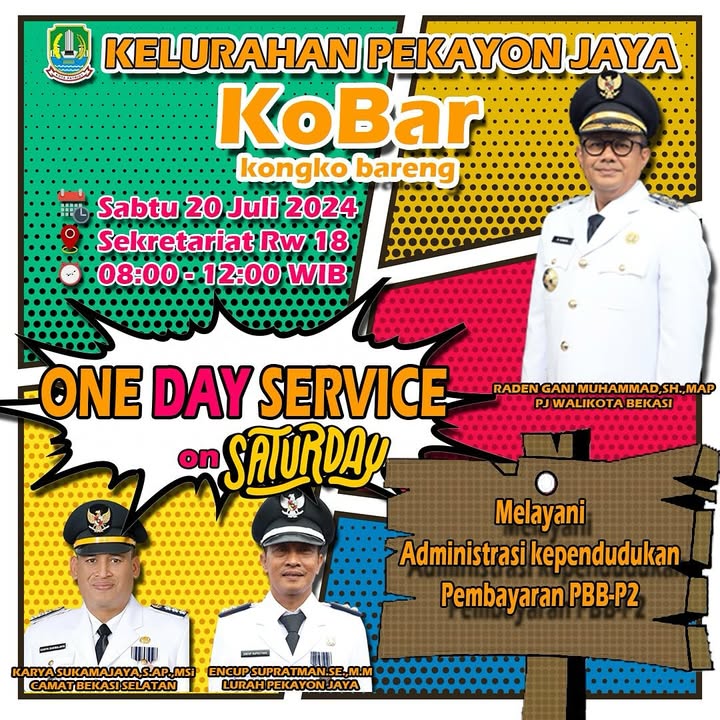 KELURAHAN PEKAYON JAYA
KoBar
kongko bareng
Sabtu 20 Juli 2024
Sekretariat Rw 18
08:00 - 12:00 WIB
ONE DAY SERVICE
on SATURDAY
RADEN GANI MUHAMMAD,SH.,MAP
PJ WALIKOTA BEKASI
Melayani
Administrasi kependudukan
Pembayaran PBB-P2
KARYA SUKAMAJAYA,S.AP.,MSi
CAMAT BEKASI SELATAN
ENCUP SUPRATMAN.SE.,M.M
LURAH PEKAYON JAYA